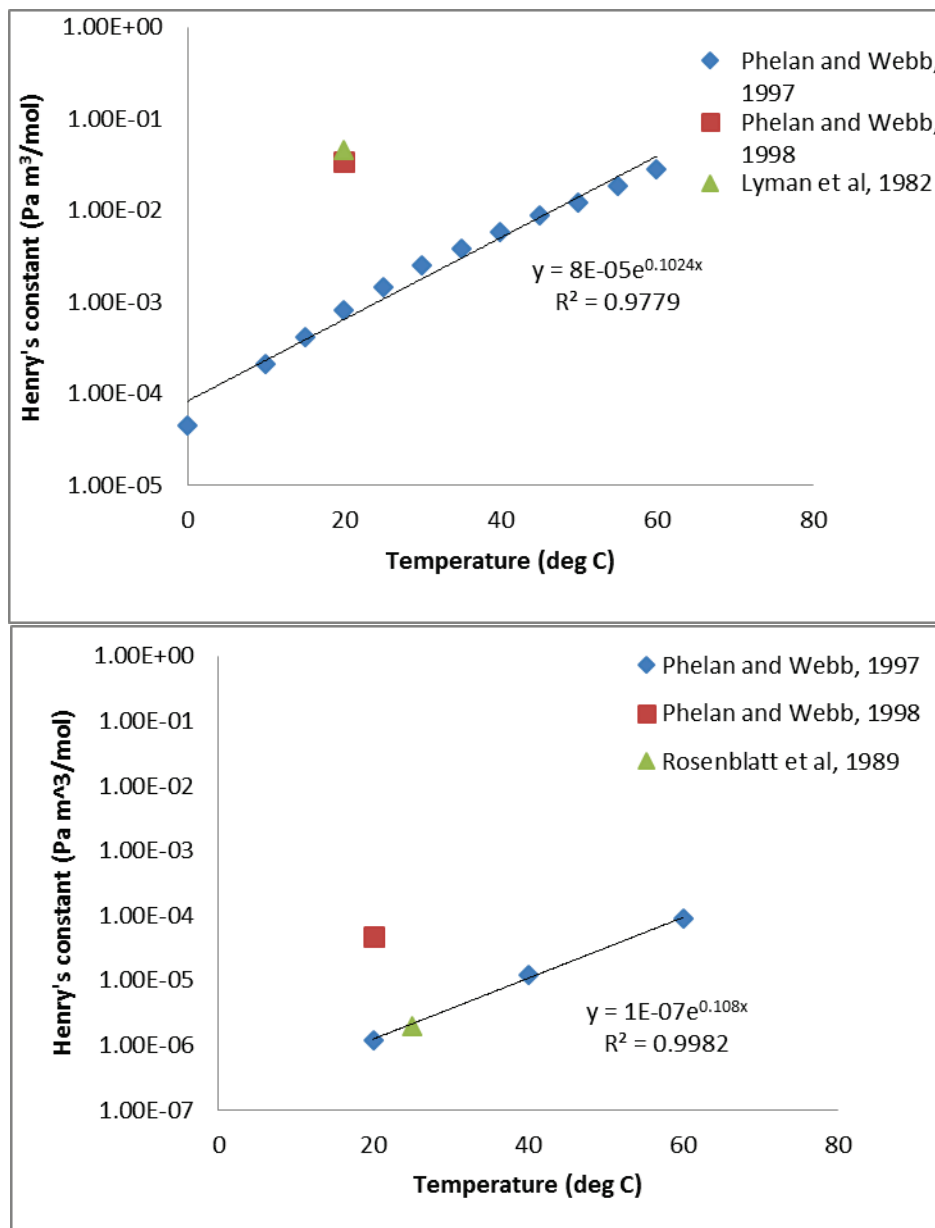 1.00E+00
1.00E-01
1.00E-02
1.00E-03
1.00E-04
1.00E-05
Henry's constant (Pa m³/mol)
0 20 40 60 80
Temperature (deg C)
Phelan and Webb,
1997
Phelan and Webb,
1998
Lyman et al, 1982
y = 8E-05e^0.1024x
R² = 0.9779
1.00E+00
1.00E-01
1.00E-02
1.00E-03
1.00E-04
1.00E-05
1.00E-06
1.00E-07
Henry's constant (Pa m^3/mol)
0 20 40 60 80
Temperature (deg C)
Phelan and Webb, 1997
Phelan and Webb, 1998
Rosenblatt et al, 1989
y = 1E-07e^0.108x
R² = 0.9982